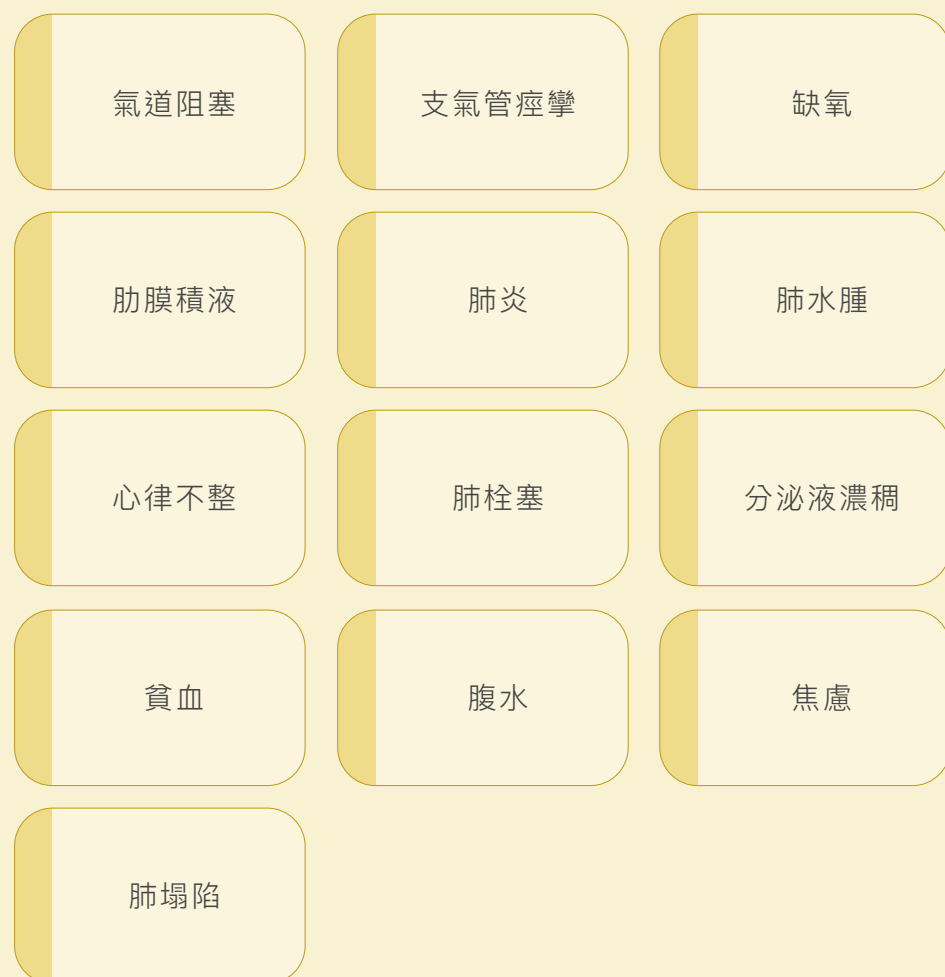 氣道阻塞
支氣管痙攣
缺氧
肋膜積液
肺炎
肺水腫
心律不整
肺栓塞
分泌液濃稠
貧血
腹水
焦慮
肺塌陷